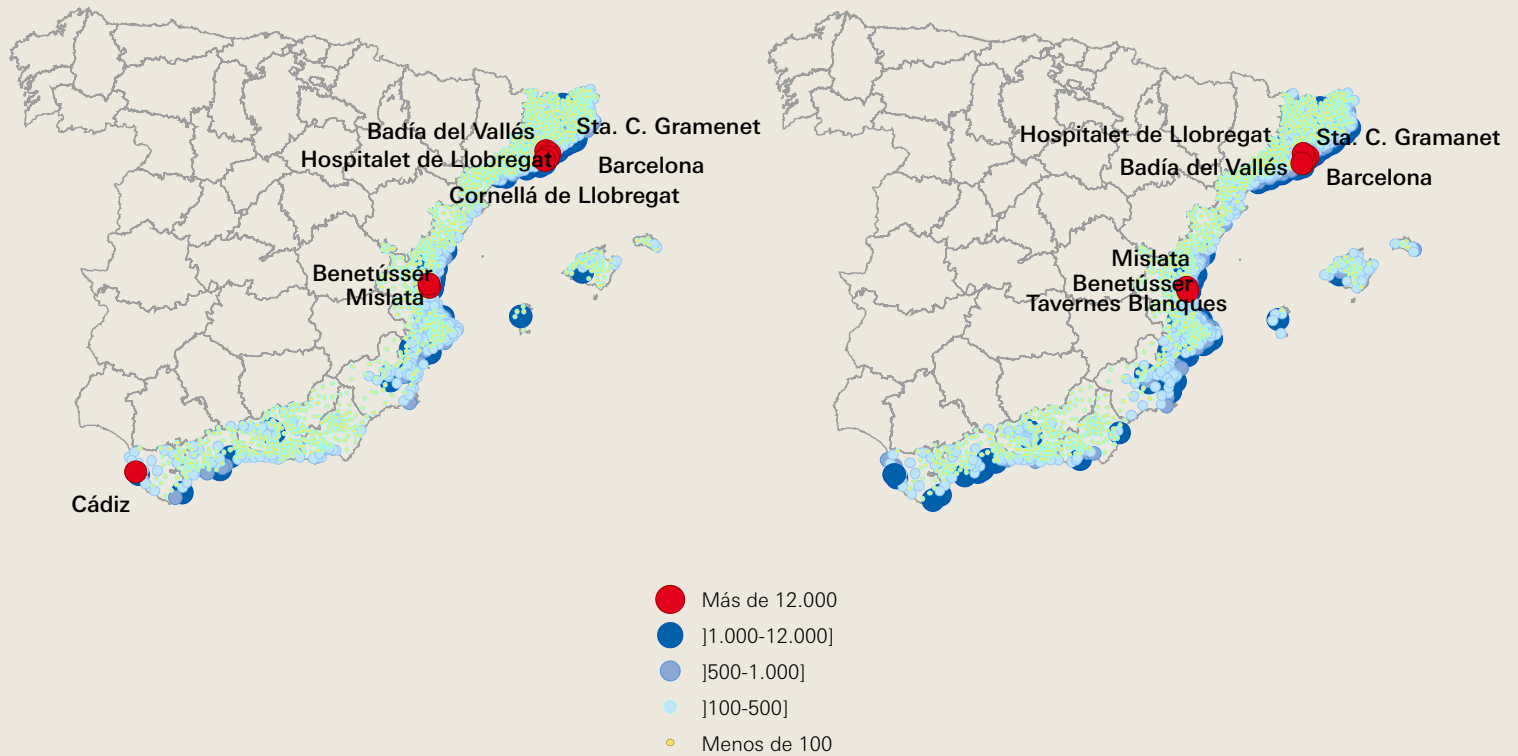 Badía del Vallés
Sta. C. Gramenet
Hospitalet de Llobregat
Barcelona
Cornellá de Llobregat
Benetússer
Mislata
Cádiz
Hospitalet de Llobregat
Sta. C. Gramanet
Badía del Vallés
Barcelona
Mislata
Benetússer
Tavernes Blanques
Más de 12.000
]1.000-12.000]
]500-1.000]
]100-500]
Menos de 100